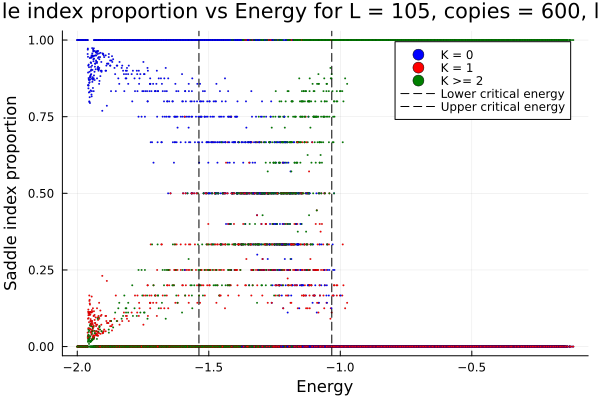 le index proportion vs Energy for L = 105, copies = 600, l
1.00
0.75
0.50
0.25
0.00
Saddle index proportion
K = 0
K = 1
K >= 2
Lower critical energy
Upper critical energy
−2.0 −1.5 −1.0 −0.5
Energy